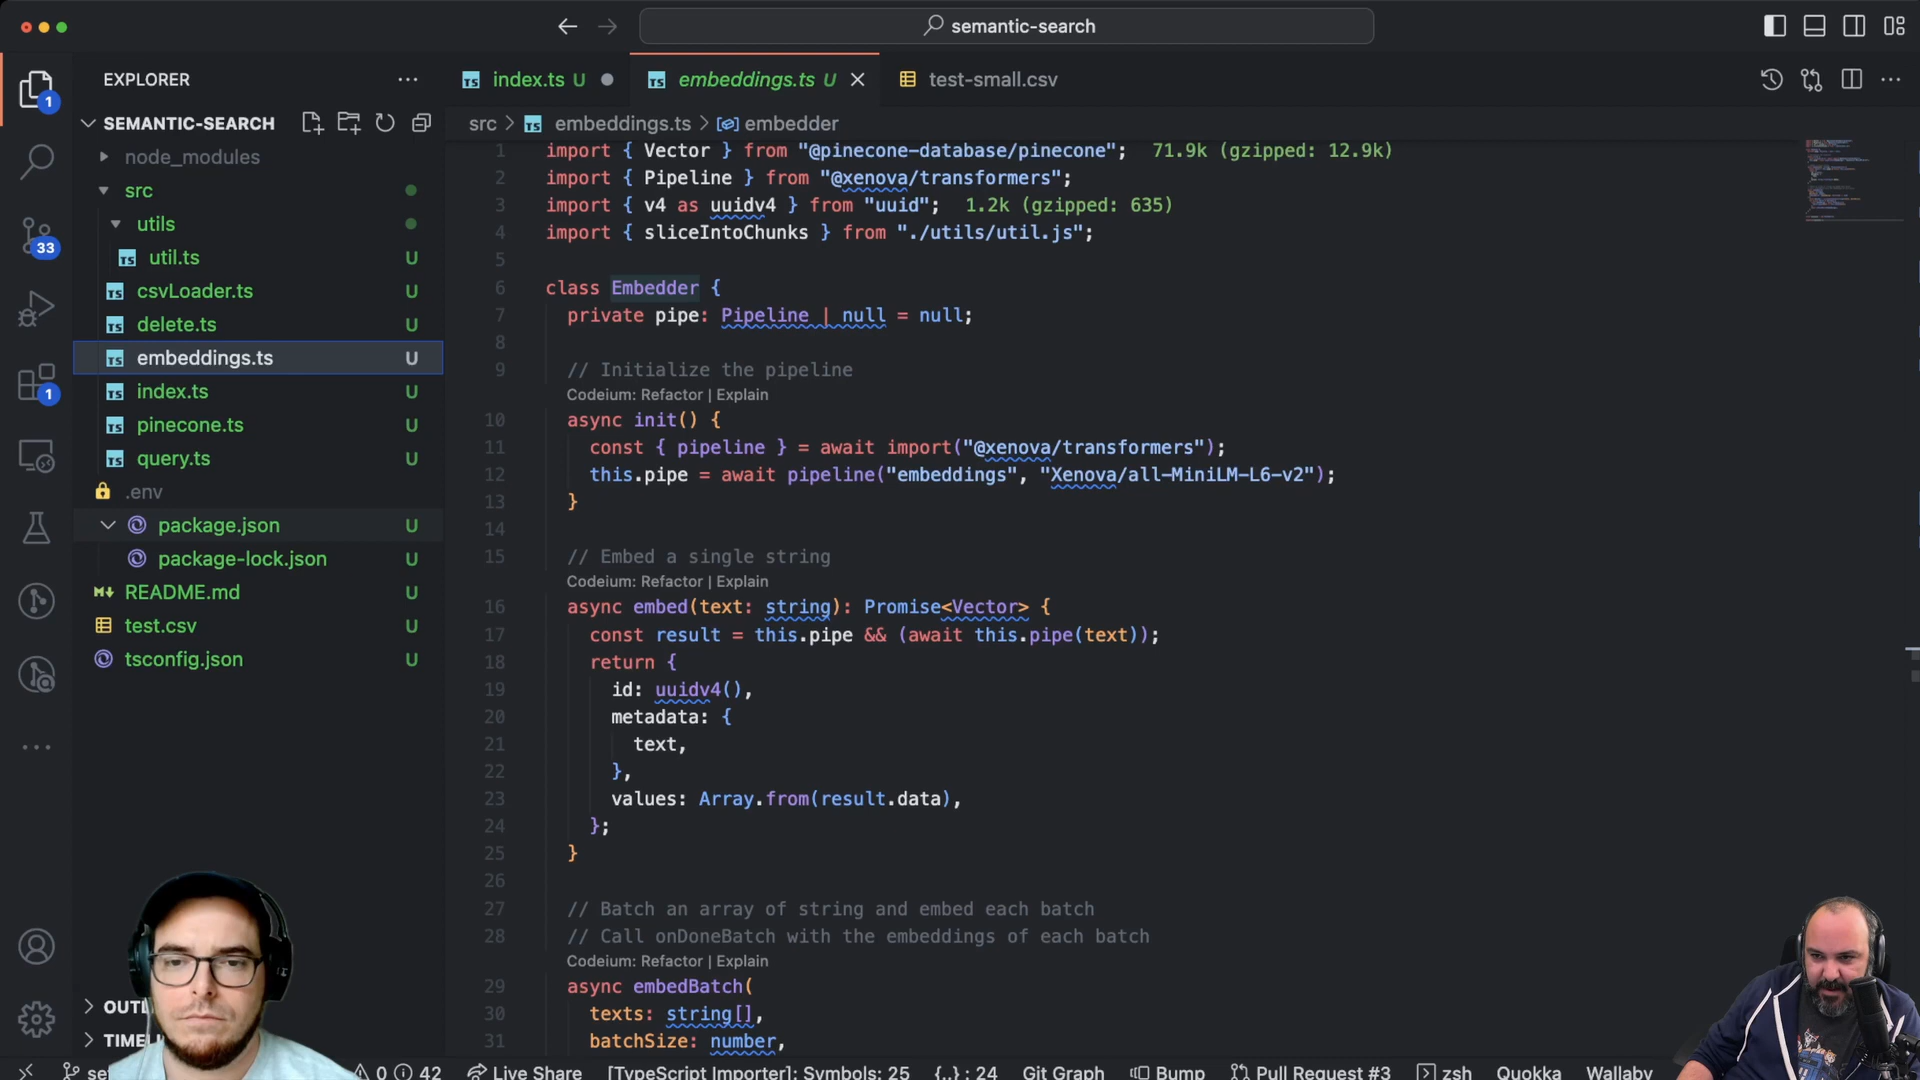 semantic-search
EXPLORER
index.ts U
embeddings.ts U
test-small.csv
src > embeddings.ts > embedder
SEMANTIC-SEARCH
node_modules
src
utils
util.ts U
csvLoader.ts U
delete.ts U
embeddings.ts U
index.ts U
pinecone.ts U
query.ts U
.env
package.json U
package-lock.json U
README.md U
test.csv U
tsconfig.json U
OUTL
TIMEL
1
33
1
1 import { Vector } from "@pinecone-database/pinecone"; 71.9k (gzipped: 12.9k)
2 import { Pipeline } from "@xenova/transformers";
3 import { v4 as uuidv4 } from "uuid"; 1.2k (gzipped: 635)
4 import { sliceIntoChunks } from "./utils/util.js";
5
6 class Embedder {
7 private pipe: Pipeline | null = null;
8
9 // Initialize the pipeline
Codeium: Refactor | Explain
10 async init() {
11 const { pipeline } = await import("@xenova/transformers");
12 this.pipe = await pipeline("embeddings", "Xenova/all-MiniLM-L6-v2");
13 }
14
15 // Embed a single string
Codeium: Refactor | Explain
16 async embed(text: string): Promise<Vector> {
17 const result = this.pipe && (await this.pipe(text));
18 return {
19 id: uuidv4(),
20 metadata: {
21 text,
22 },
23 values: Array.from(result.data),
24 };
25 }
26
27 // Batch an array of string and embed each batch
28 // Call onDoneBatch with the embeddings of each batch
Codeium: Refactor | Explain
29 async embedBatch(
30 texts: string[],
31 batchSize: number,
0 42 Live Share [TypeScript Importer]: Symbols: 25 {..} : 24 Git Graph Bump Pull Request #3 zsh Quokka Wallaby